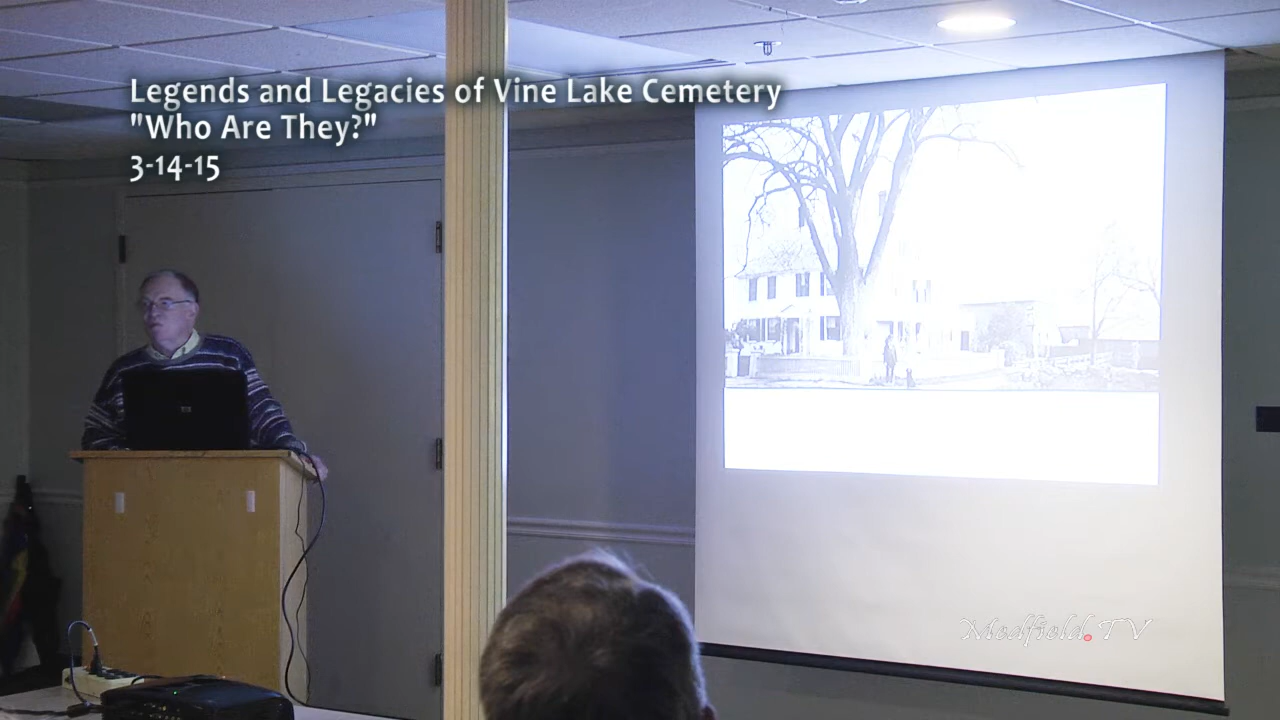 Legends and Legacies of Vine Lake Cemetery
"Who Are They?"
3-14-15
Medfield.TV